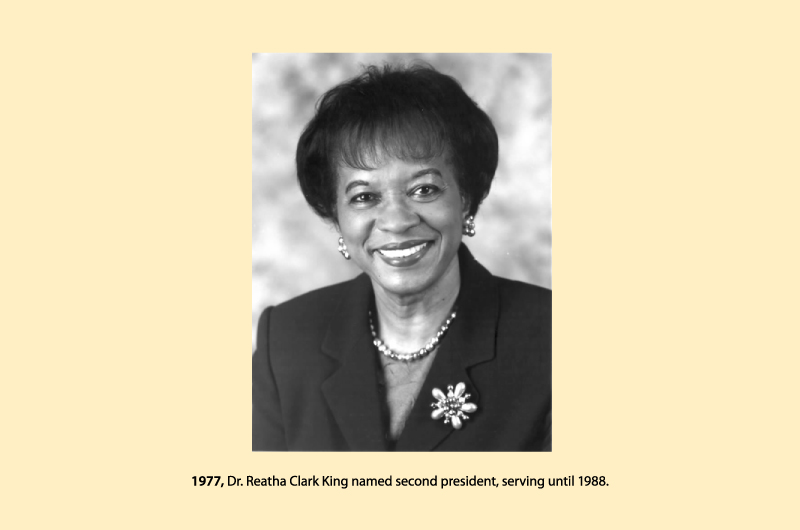 1977, Dr. Reatha Clark King named second president, serving until 1988.